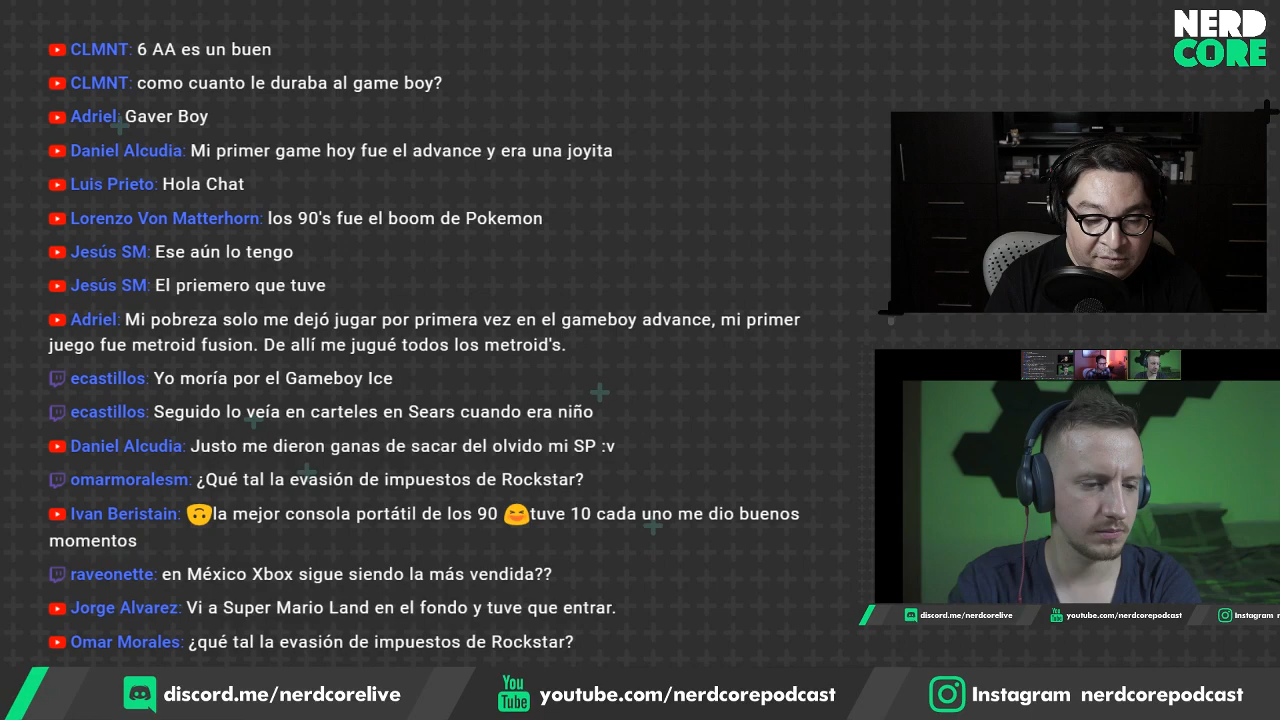 NERD
CORE
CLMNT: 6 AA es un buen
CLMNT: como cuanto le duraba al game boy?
Adriel: Gaver Boy
Daniel Alcudia: Mi primer game hoy fue el advance y era una joyita
Luis Prieto: Hola Chat
Lorenzo Von Matterhorn: los 90's fue el boom de Pokemon
Jesús SM: Ese aún lo tengo
Jesús SM: El priemero que tuve
Adriel: Mi pobreza solo me dejó jugar por primera vez en el gameboy advance, mi primer
juego fue metroid fusion. De allí me jugué todos los metroid's.
ecastillos: Yo moría por el Gameboy Ice
ecastillos: Seguido lo veía en carteles en Sears cuando era niño
Daniel Alcudia: Justo me dieron ganas de sacar del olvido mi SP :v
omarmoralesm: ¿Qué tal la evasión de impuestos de Rockstar?
Ivan Beristain: 🙃la mejor consola portátil de los 90 😆tuve 10 cada uno me dio buenos
momentos
raveonette: en México Xbox sigue siendo la más vendida??
Jorge Alvarez: Vi a Super Mario Land en el fondo y tuve que entrar.
Omar Morales: ¿qué tal la evasión de impuestos de Rockstar?
discord.me/nerdcorelive
You Tube youtube.com/nerdcorepodcast
Instagram
discord.me/nerdcorelive
You
Tube
youtube.com/nerdcorepodcast
Instagram nerdcorepodcast